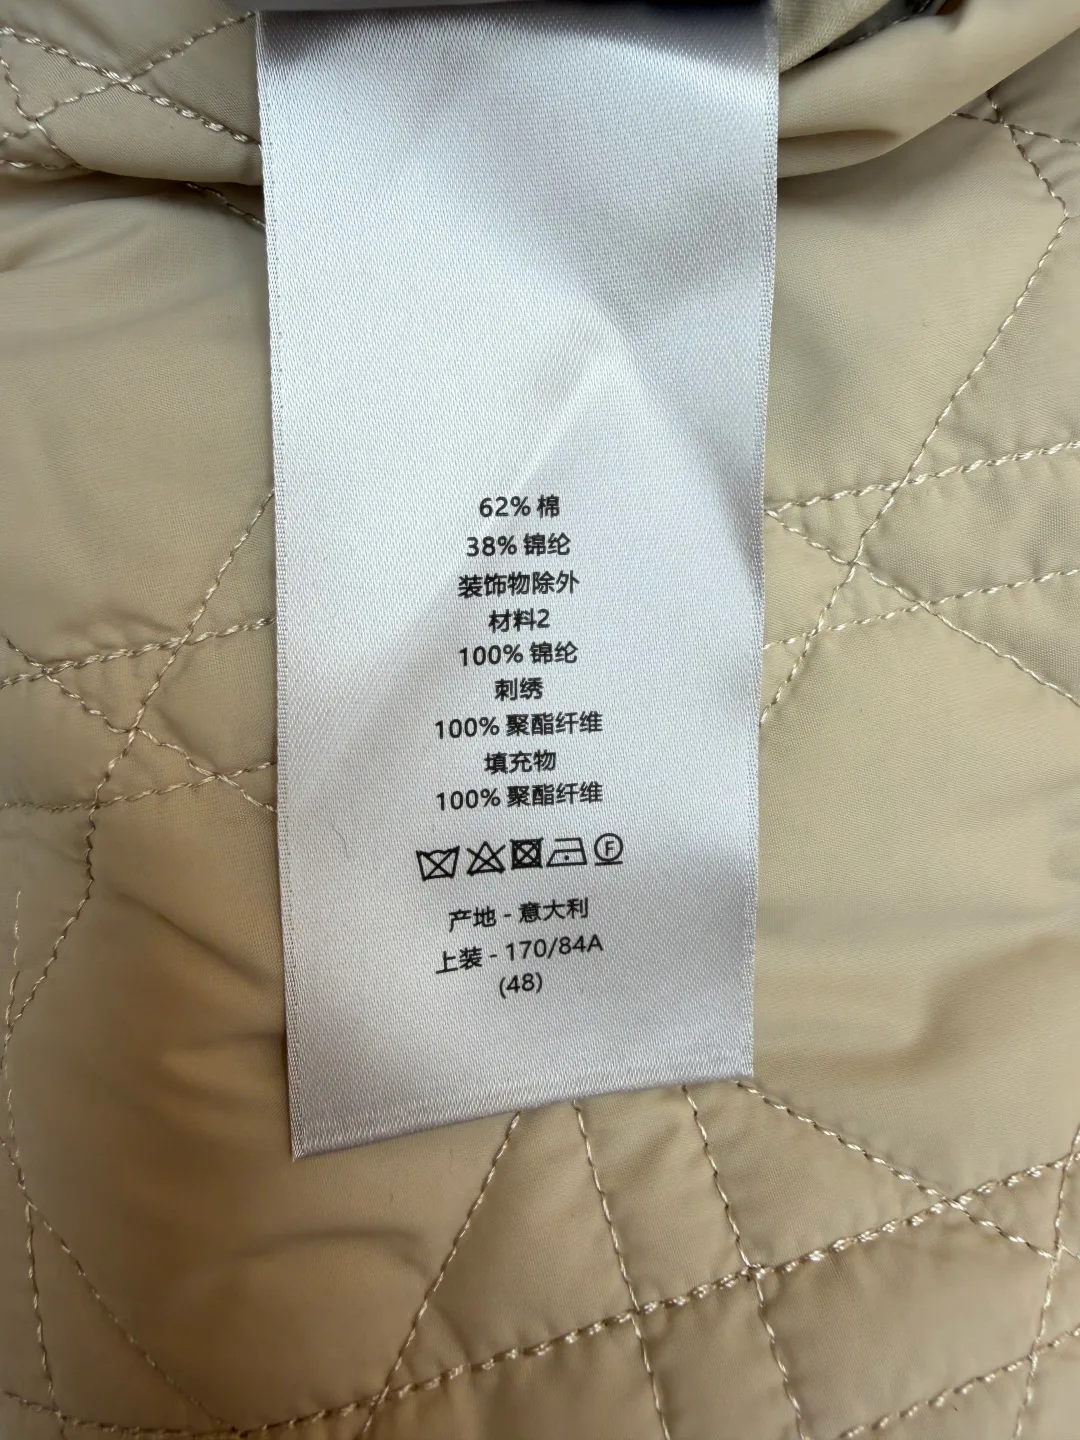 62% 棉
38% 锦纶
装饰物除外
材料2
100% 锦纶
刺绣
100% 聚酯纤维
填充物
100% 聚酯纤维
F
产地 - 意大利
上装 - 170/84A
(48)